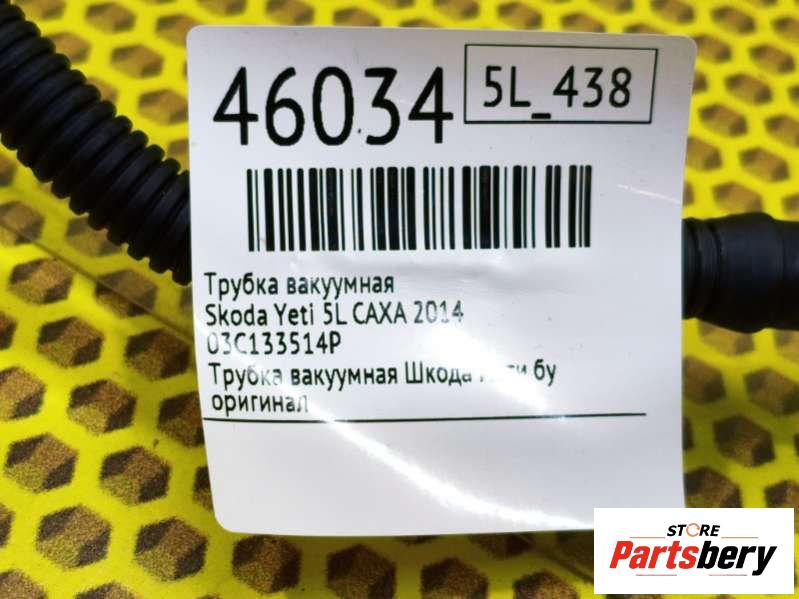 46034
5L_438
Трубка вакуумная
Skoda Yeti 5L CAXA 2014
03C133514P
Трубка вакуумная Шкода бу
оригинал
STORE
Partsbery